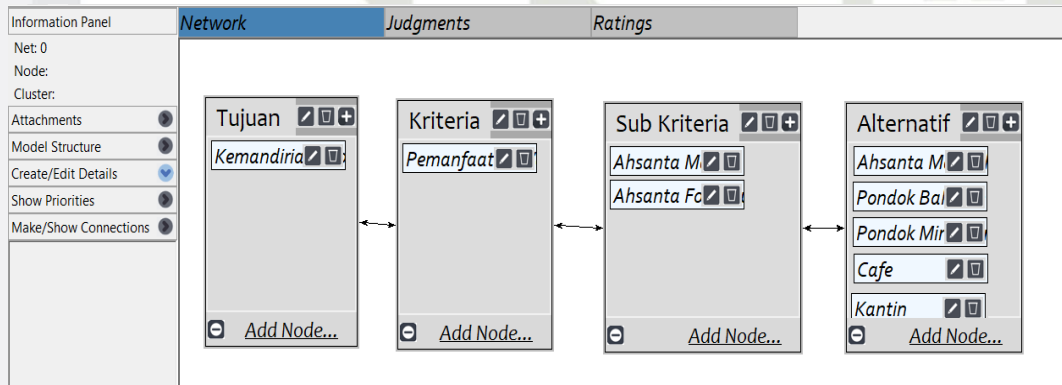 Information Panel
Net: 0
Node:
Cluster:
Attachments
Model Structure
Create/Edit Details
Show Priorities
Make/Show Connections
Network
Judgments
Ratings
Tujuan
Kemandiria
Add Node...
Kriteria
Pemanfaat
Add Node...
Sub Kriteria
Ahsanta M
Ahsanta Fo
Add Node...
Alternatif
Ahsanta M
Pondok Bal
Pondok Mir
Cafe
Kantin
Add Node...